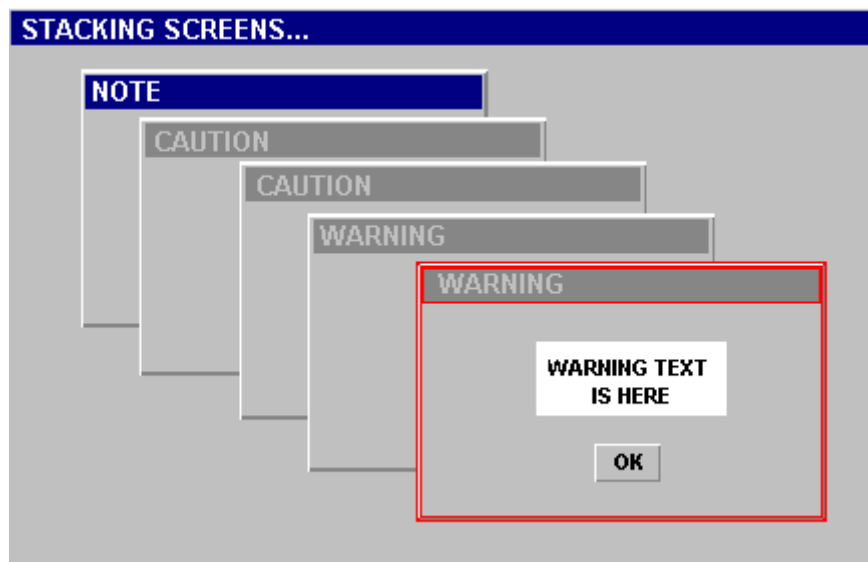 STACKING SCREENS...
NOTE
CAUTION
CAUTION
WARNING
WARNING
WARNING TEXT
IS HERE
OK